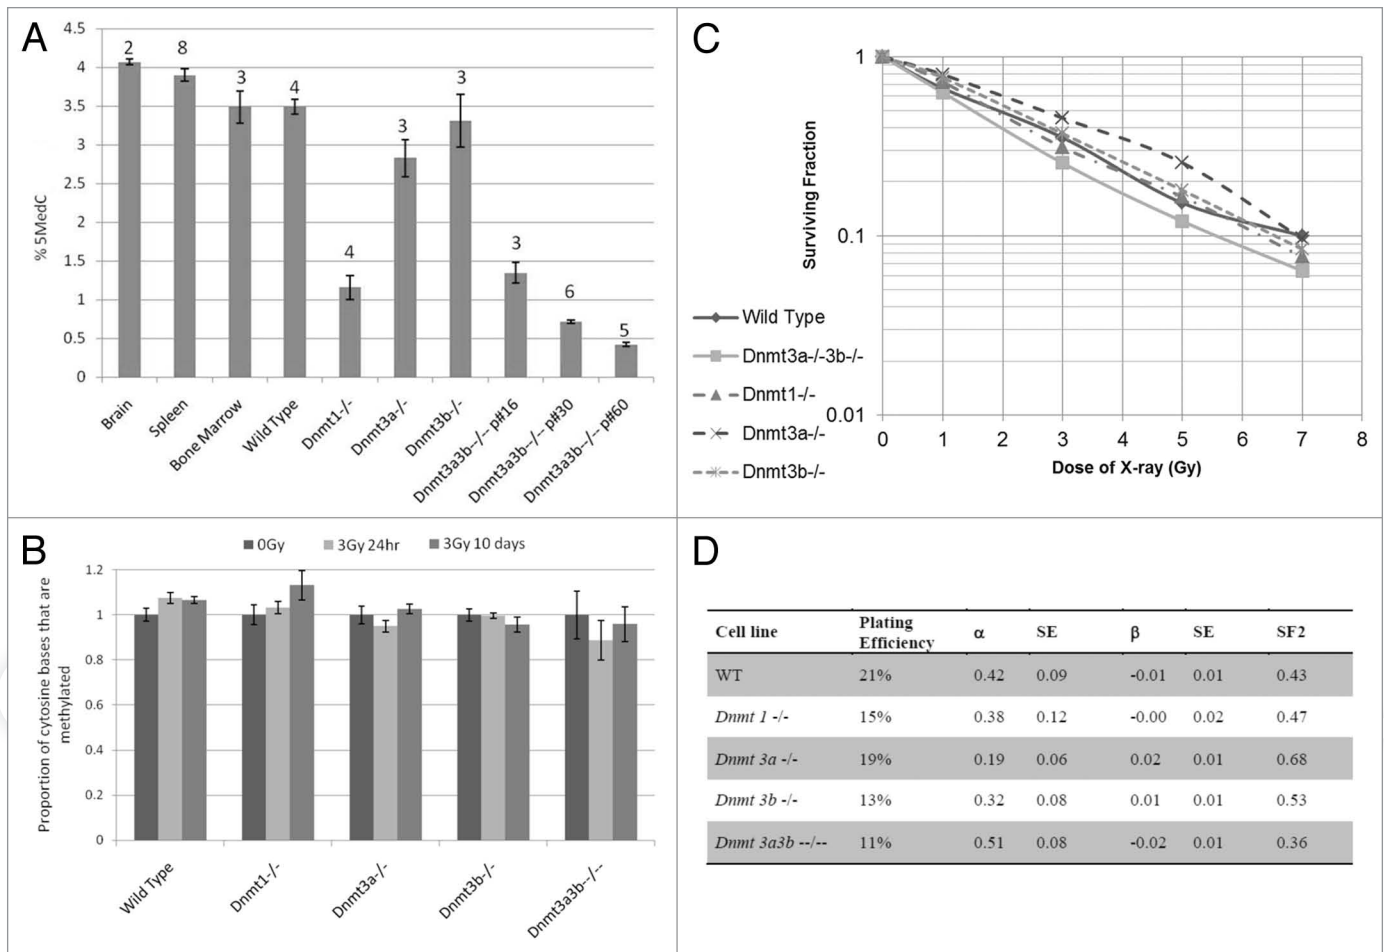 A
% 5MedC
4.5
4
3.5
3
2.5
2
1.5
1
0.5
0
2
8
3
4
4
3
3
3
6
5
Brain
Spleen
Bone Marrow
Wild Type
Dnmt1-/-
Dnmt3a-/-
Dnmt3b-/-
Dnmt3a3b--/-- p#16
Dnmt3a3b--/-- p#30
Dnmt3a3b--/-- p#60
C
Surviving Fraction
1
0.1
0.01
0 1 2 3 4 5 6 7 8
Dose of X-ray (Gy)
Wild Type
Dnmt3a-/-3b-/-
Dnmt1-/-
Dnmt3a-/-
Dnmt3b-/-
B
0Gy 3Gy 24hr 3Gy 10 days
Proportion of cytosine bases that are
methylated
1.2
1
0.8
0.6
0.4
0.2
0
Wild Type
Dnmt1-/-
Dnmt3a-/-
Dnmt3b-/-
Dnmt3a3b--/--
D
Cell line Plating Efficiency α SE β SE SF2
WT 21% 0.42 0.09 -0.01 0.01 0.43
Dnmt 1 -/- 15% 0.38 0.12 -0.00 0.02 0.47
Dnmt 3a -/- 19% 0.19 0.06 0.02 0.01 0.68
Dnmt 3b -/- 13% 0.32 0.08 0.01 0.01 0.53
Dnmt 3a3b --/-- 11% 0.51 0.08 -0.02 0.01 0.36